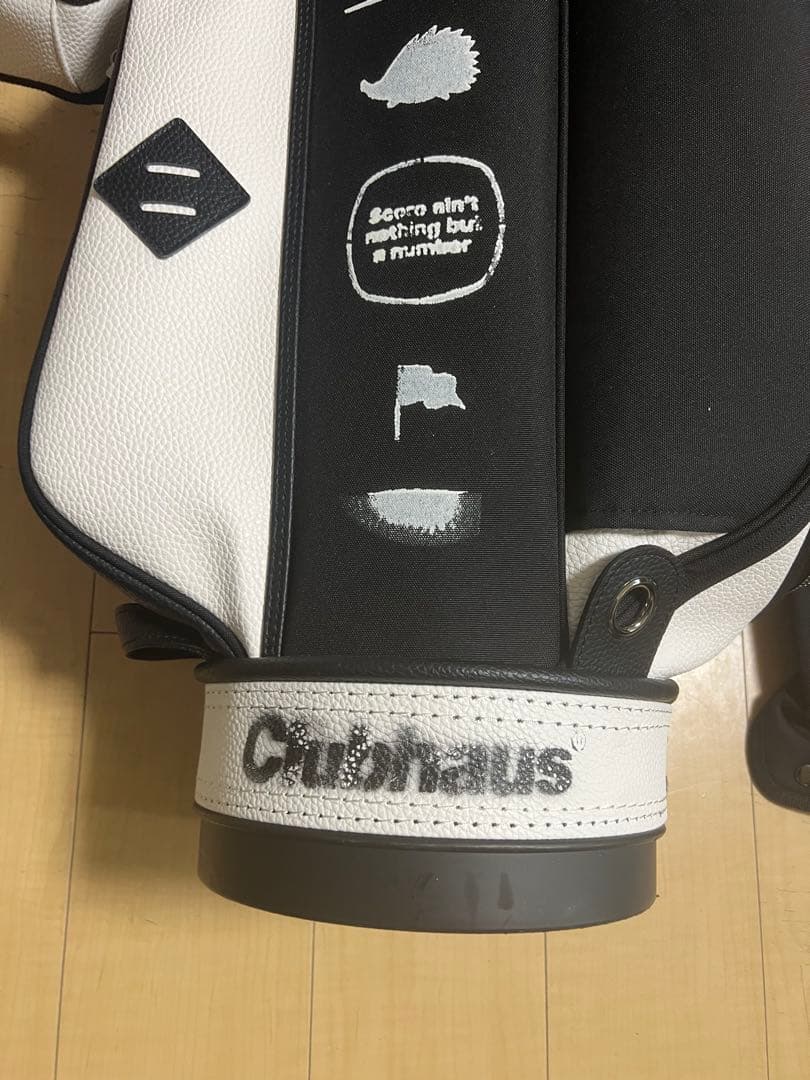 Score ain't
nothing but
a number
Clubhaus®